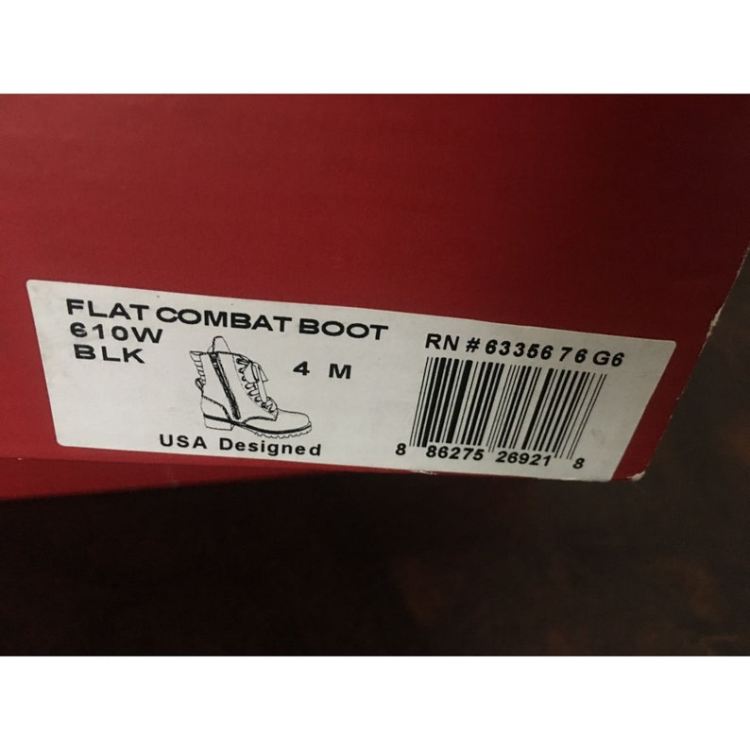 FLAT COMBAT BOOT
610W
BLK
4 M
USA Designed
RN # 63356 76 G6
8 86275 26921 8